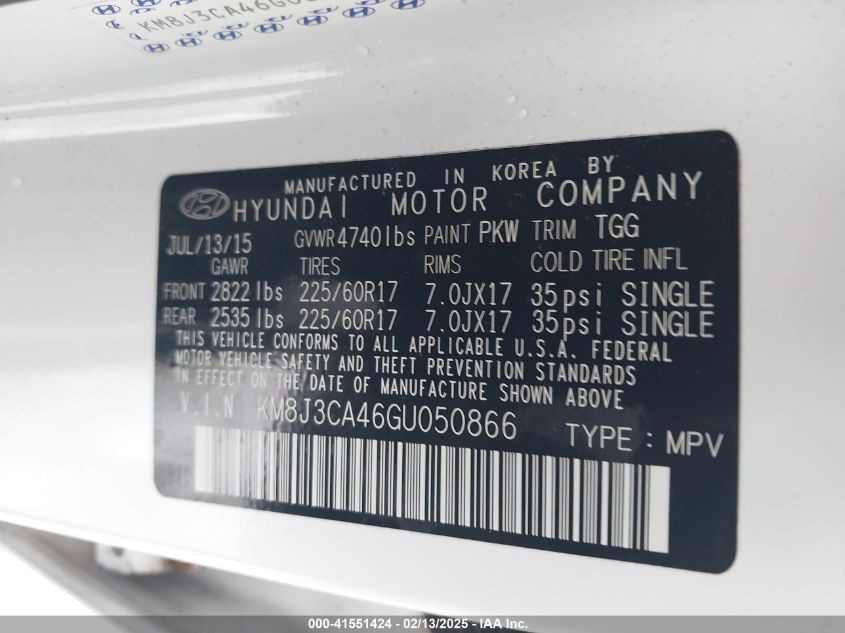 KM8J3CA46GU0
MANUFACTURED IN KOREA BY
HYUNDAI MOTOR COMPANY
JUL/13/15 GVWR 4740lbs PAINT PKW TRIM TGG
GAWR TIRES RIMS COLD TIRE INFL
FRONT 2822 lbs 225/60R17 7.0JX17 35psi SINGLE
REAR 2535 lbs 225/60R17 7.0JX17 35psi SINGLE
THIS VEHICLE CONFORMS TO ALL APPLICABLE U.S.A. FEDERAL
MOTOR VEHICLE SAFETY AND THEFT PREVENTION STANDARDS
IN EFFECT ON THE DATE OF MANUFACTURE SHOWN ABOVE
V.I.N KM8J3CA46GU050866 TYPE : MPV
000-41551424 - 02/13/2025 - IAA Inc.